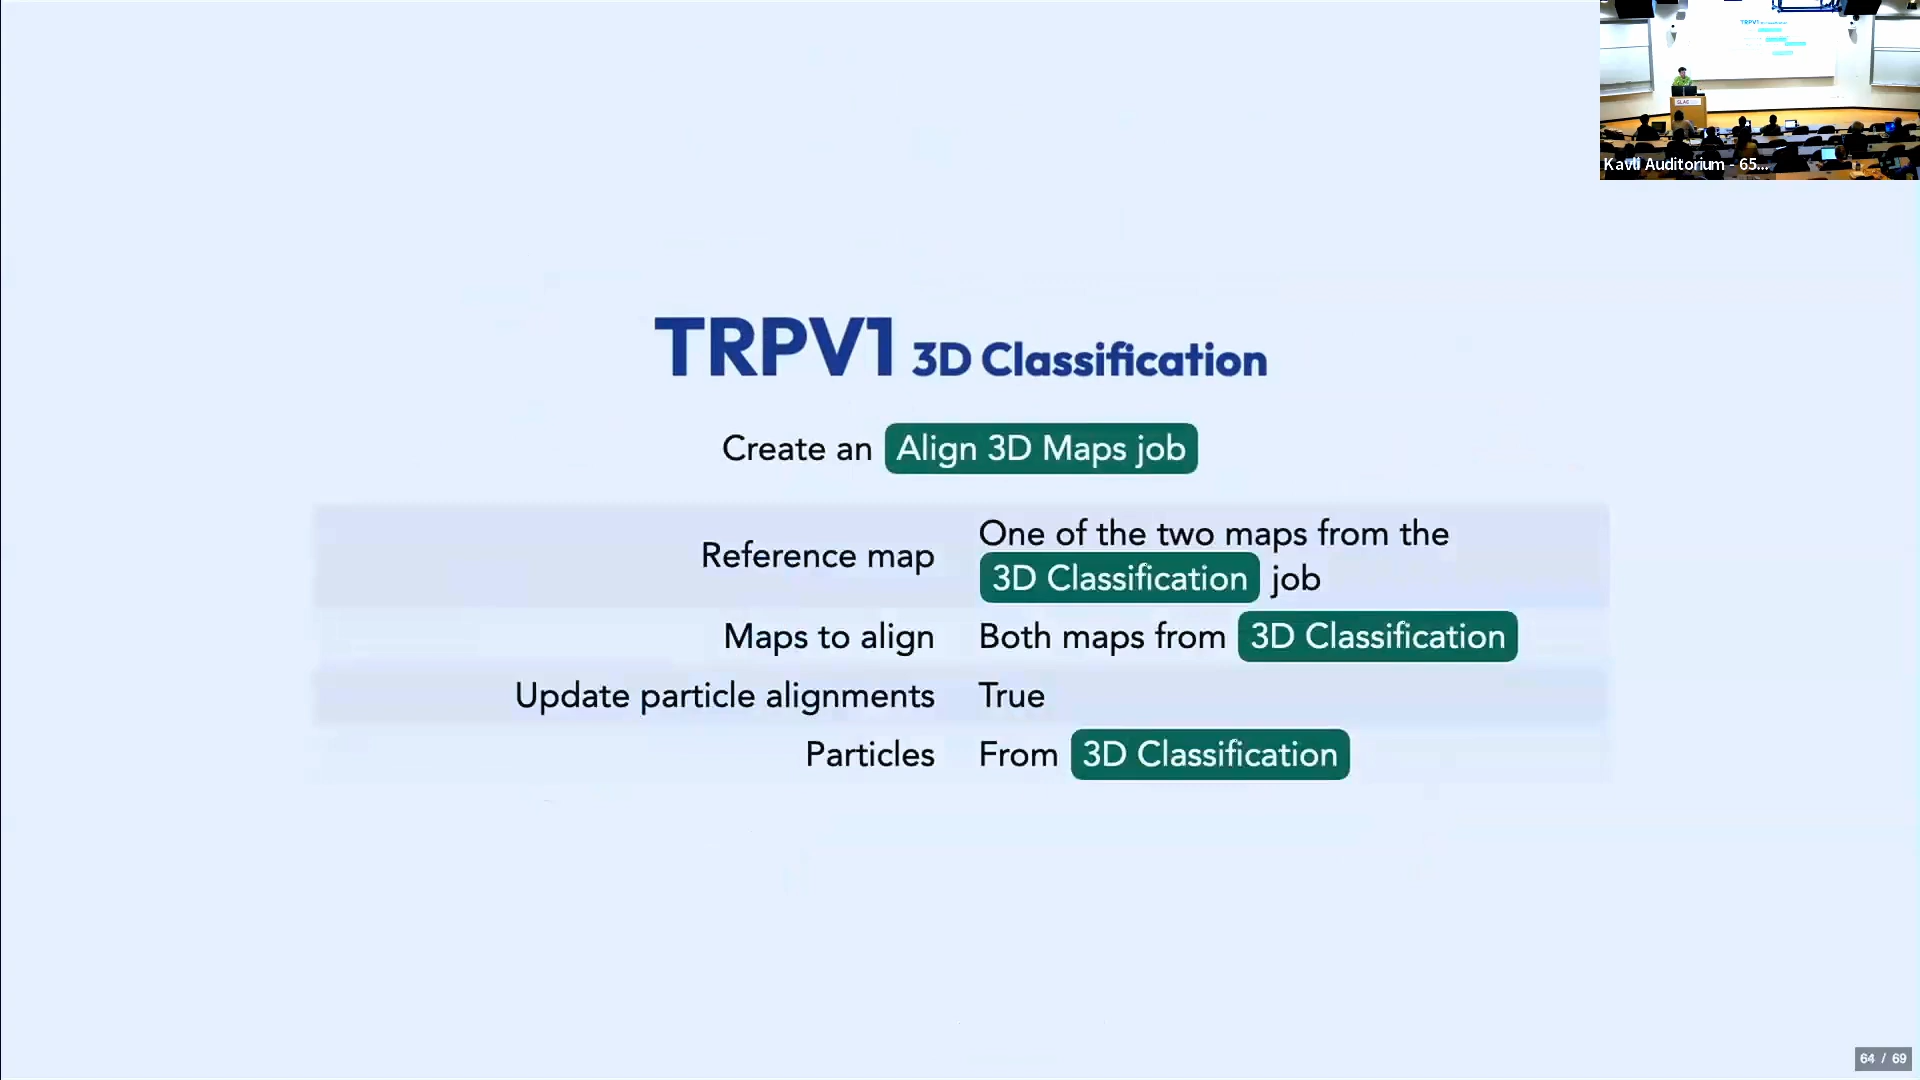 Kavli Auditorium - 65...
TRPV1 3D Classification
Create an Align 3D Maps job
Reference map
One of the two maps from the
3D Classification job
Maps to align Both maps from 3D Classification
Update particle alignments True
Particles From 3D Classification
64 / 69